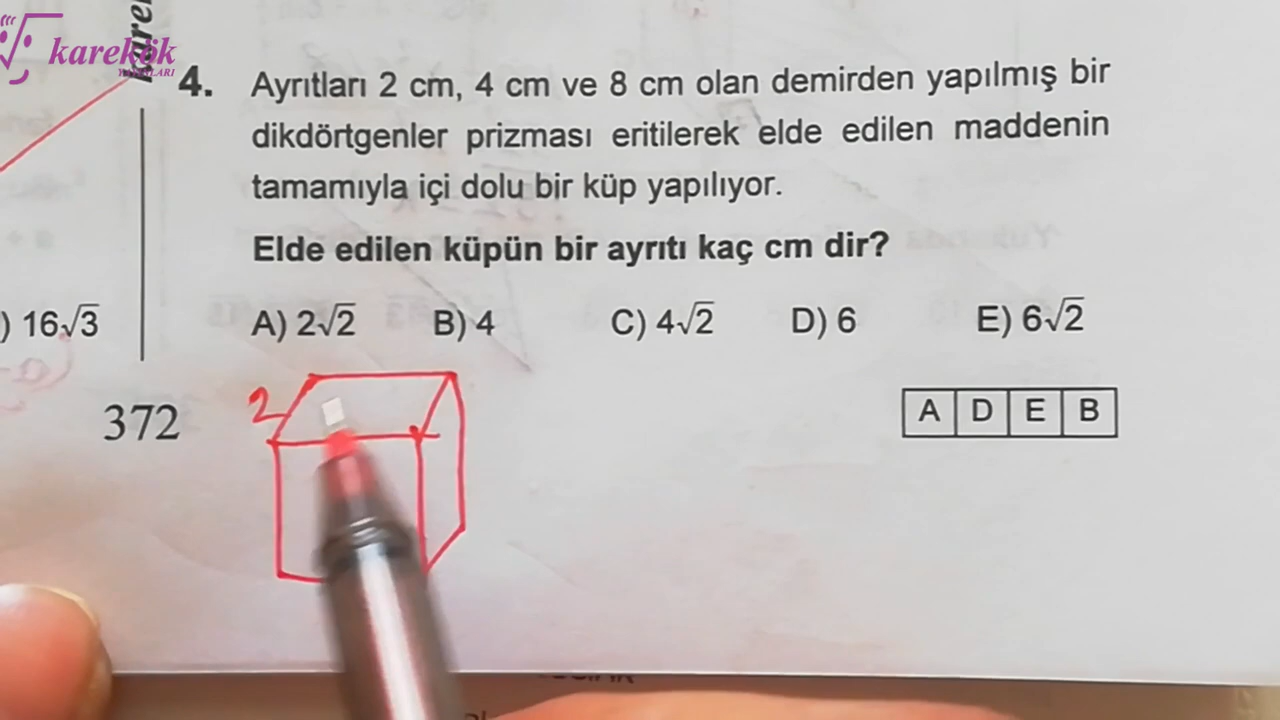 karekök
YAYINLARI
kare
4. Ayrıtları 2 cm, 4 cm ve 8 cm olan demirden yapılmış bir
dikdörtgenler prizması eritilerek elde edilen maddenin
tamamıyla içi dolu bir küp yapılıyor.
Elde edilen küpün bir ayrıtı kaç cm dir?
) 16√3
A) 2√2 B) 4 C) 4√2 D) 6 E) 6√2
2
372
A D E B